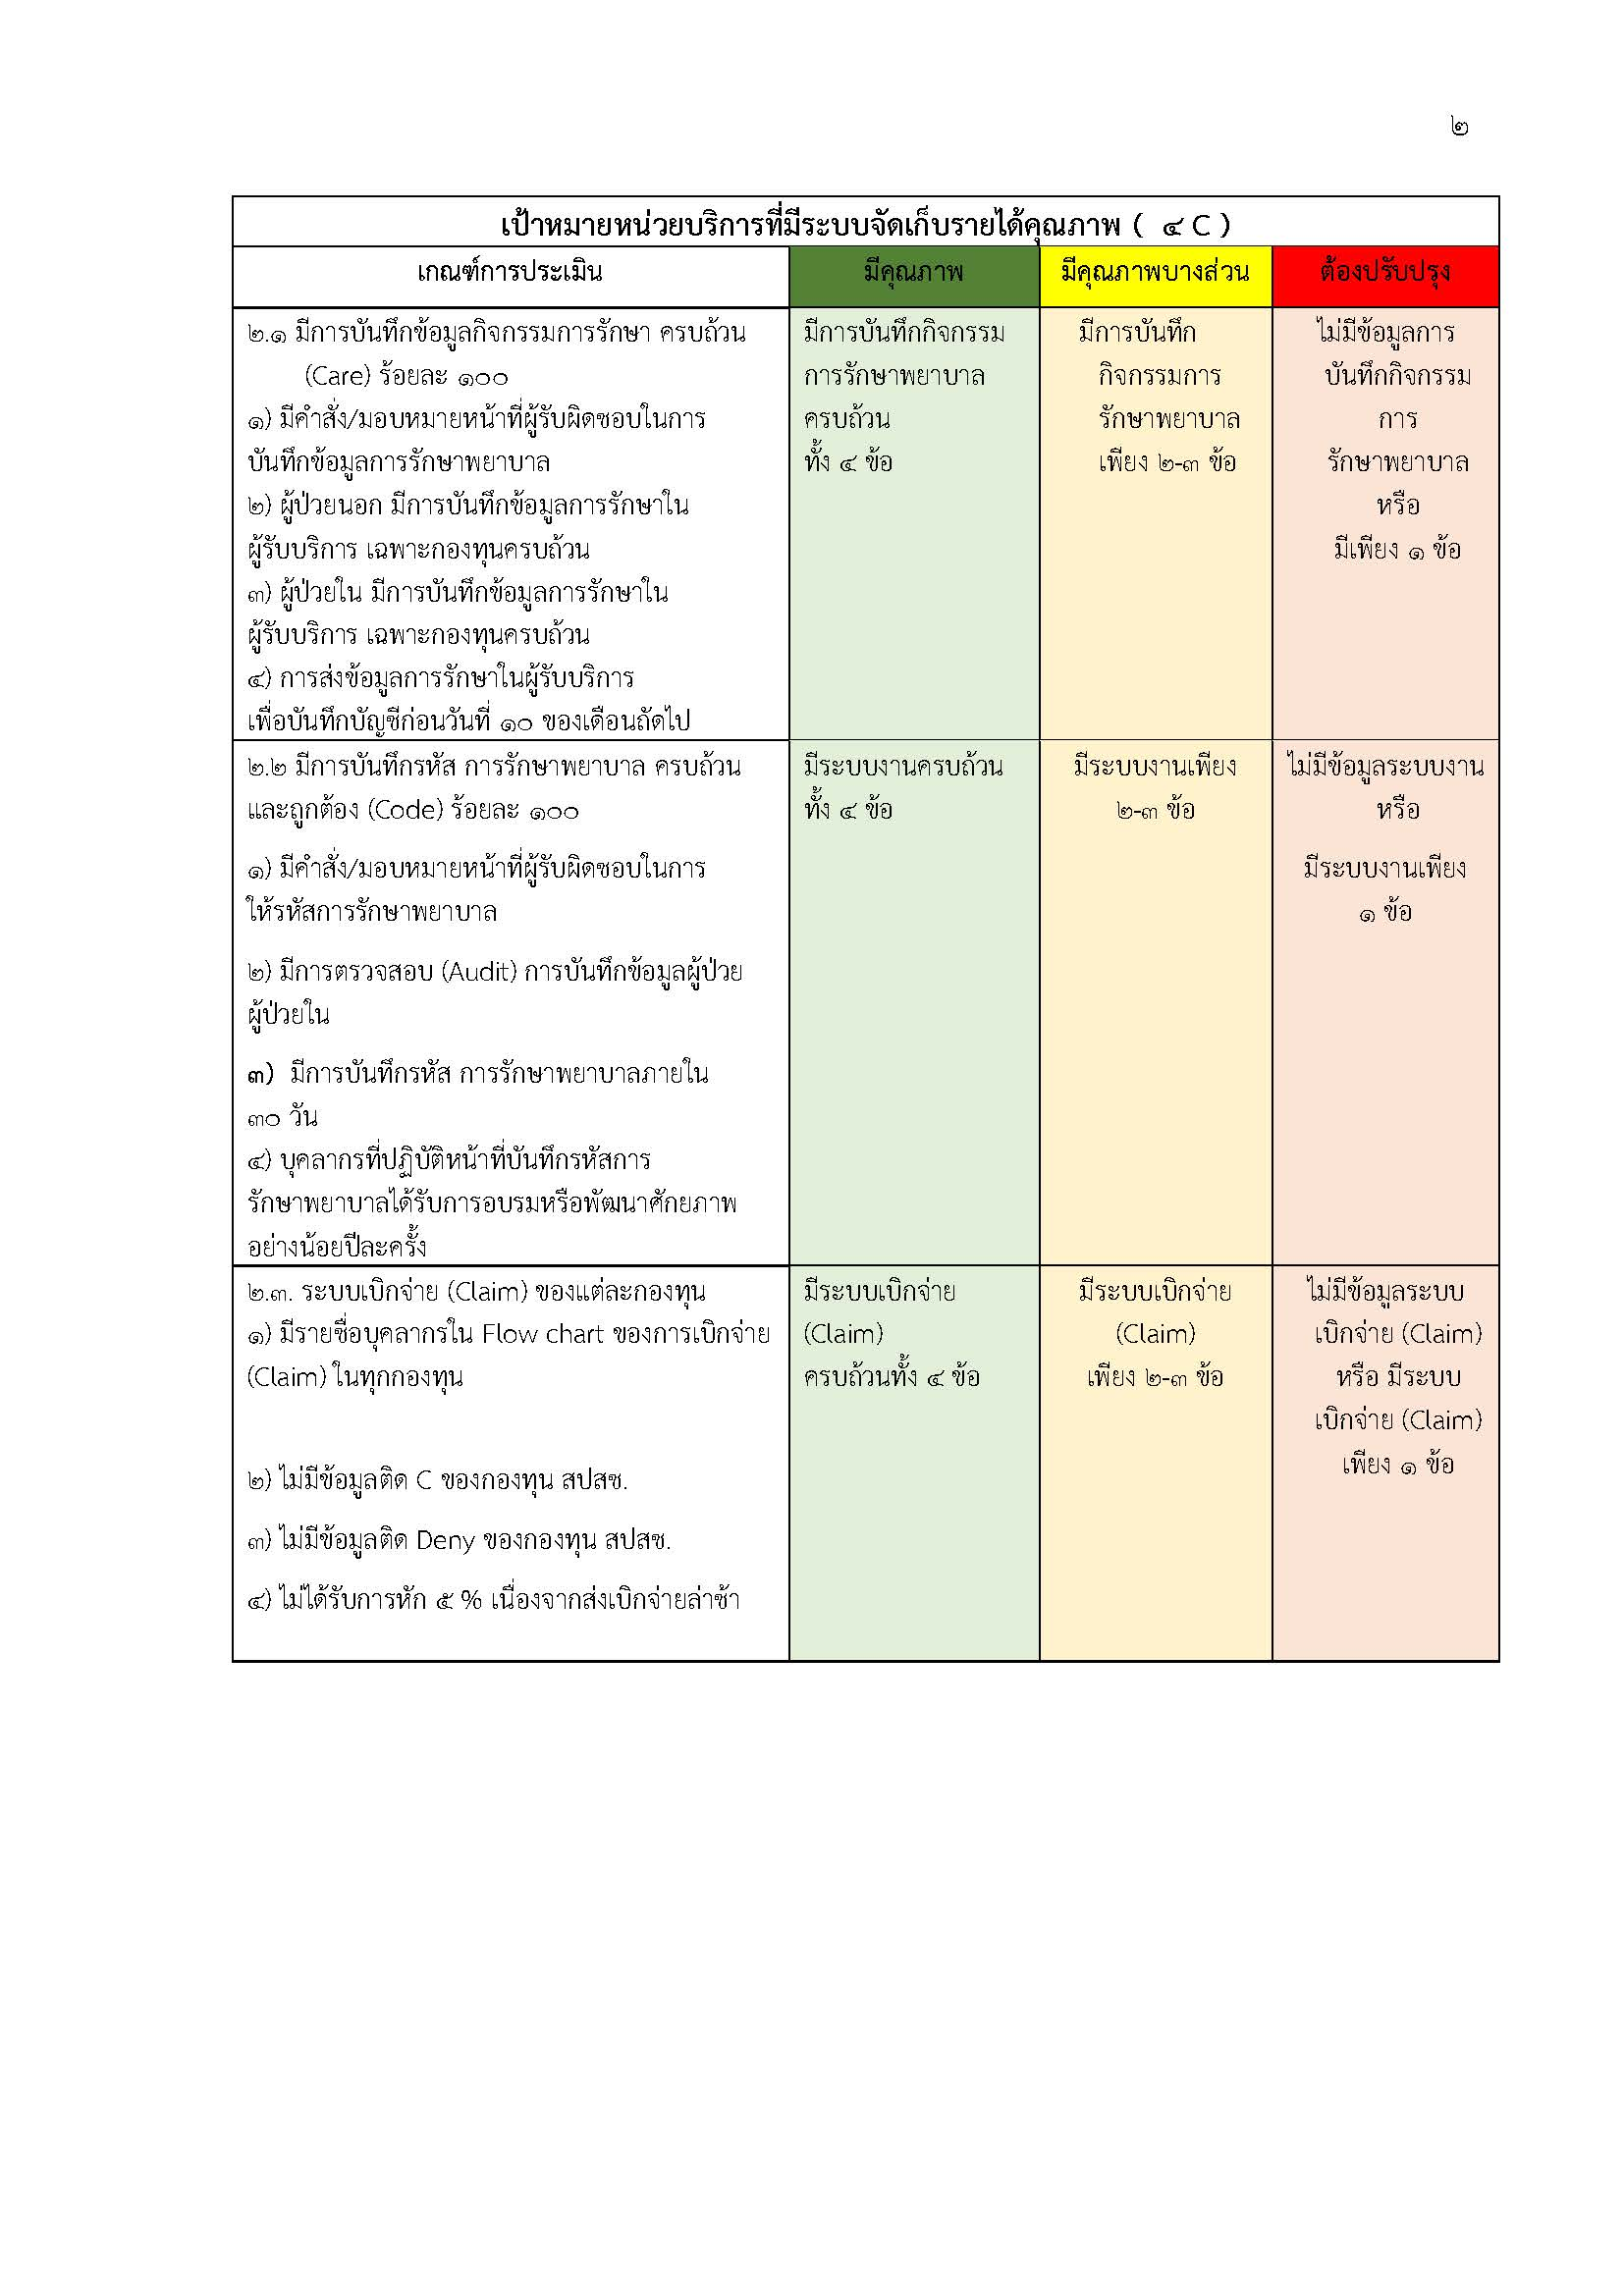 ๒
เป้าหมายหน่วยบริการที่มีระบบจัดเก็บรายได้คุณภาพ ( ๔ C )
เกณฑ์การประเมิน
มีคุณภาพ
มีคุณภาพบางส่วน
ต้องปรับปรุง
๒.๑ มีการบันทึกข้อมูลกิจกรรมการรักษา ครบถ้วน
(Care) ร้อยละ ๑๐๐
๑) มีคำสั่ง/มอบหมายหน้าที่ผู้รับผิดชอบในการ
บันทึกข้อมูลการรักษาพยาบาล
๒) ผู้ป่วยนอก มีการบันทึกข้อมูลการรักษาใน
ผู้รับบริการ เฉพาะกองทุนครบถ้วน
๓) ผู้ป่วยใน มีการบันทึกข้อมูลการรักษาใน
ผู้รับบริการ เฉพาะกองทุนครบถ้วน
๔) การส่งข้อมูลการรักษาในผู้รับบริการ
เพื่อบันทึกบัญชีก่อนวันที่ ๑๐ ของเดือนถัดไป
มีการบันทึกกิจกรรม
การรักษาพยาบาล
ครบถ้วน
ทั้ง ๔ ข้อ
มีการบันทึก
กิจกรรมการ
รักษาพยาบาล
เพียง ๒-๓ ข้อ
ไม่มีข้อมูลการ
บันทึกกิจกรรม
การ
รักษาพยาบาล
หรือ
มีเพียง ๑ ข้อ
๒.๒ มีการบันทึกรหัส การรักษาพยาบาล ครบถ้วน
และถูกต้อง (Code) ร้อยละ ๑๐๐
๑) มีคำสั่ง/มอบหมายหน้าที่ผู้รับผิดชอบในการ
ให้รหัสการรักษาพยาบาล
๒) มีการตรวจสอบ (Audit) การบันทึกข้อมูลผู้ป่วย
ผู้ป่วยใน
๓) มีการบันทึกรหัส การรักษาพยาบาลภายใน
๓๐ วัน
๔) บุคลากรที่ปฏิบัติหน้าที่บันทึกรหัสการ
รักษาพยาบาลได้รับการอบรมหรือพัฒนาศักยภาพ
อย่างน้อยปีละครั้ง
มีระบบงานครบถ้วน
ทั้ง ๔ ข้อ
มีระบบงานเพียง
๒-๓ ข้อ
ไม่มีข้อมูลระบบงาน
หรือ
มีระบบงานเพียง
๑ ข้อ
๒.๓. ระบบเบิกจ่าย (Claim) ของแต่ละกองทุน
๑) มีรายชื่อบุคลากรใน Flow chart ของการเบิกจ่าย
(Claim) ในทุกกองทุน
๒) ไม่มีข้อมูลติด C ของกองทุน สปสช.
๓) ไม่มีข้อมูลติด Deny ของกองทุน สปสช.
๔) ไม่ได้รับการหัก ๕ % เนื่องจากส่งเบิกจ่ายล่าช้า
มีระบบเบิกจ่าย
(Claim)
ครบถ้วนทั้ง ๔ ข้อ
มีระบบเบิกจ่าย
(Claim)
เพียง ๒-๓ ข้อ
ไม่มีข้อมูลระบบ
เบิกจ่าย (Claim)
หรือ มีระบบ
เบิกจ่าย (Claim)
เพียง ๑ ข้อ